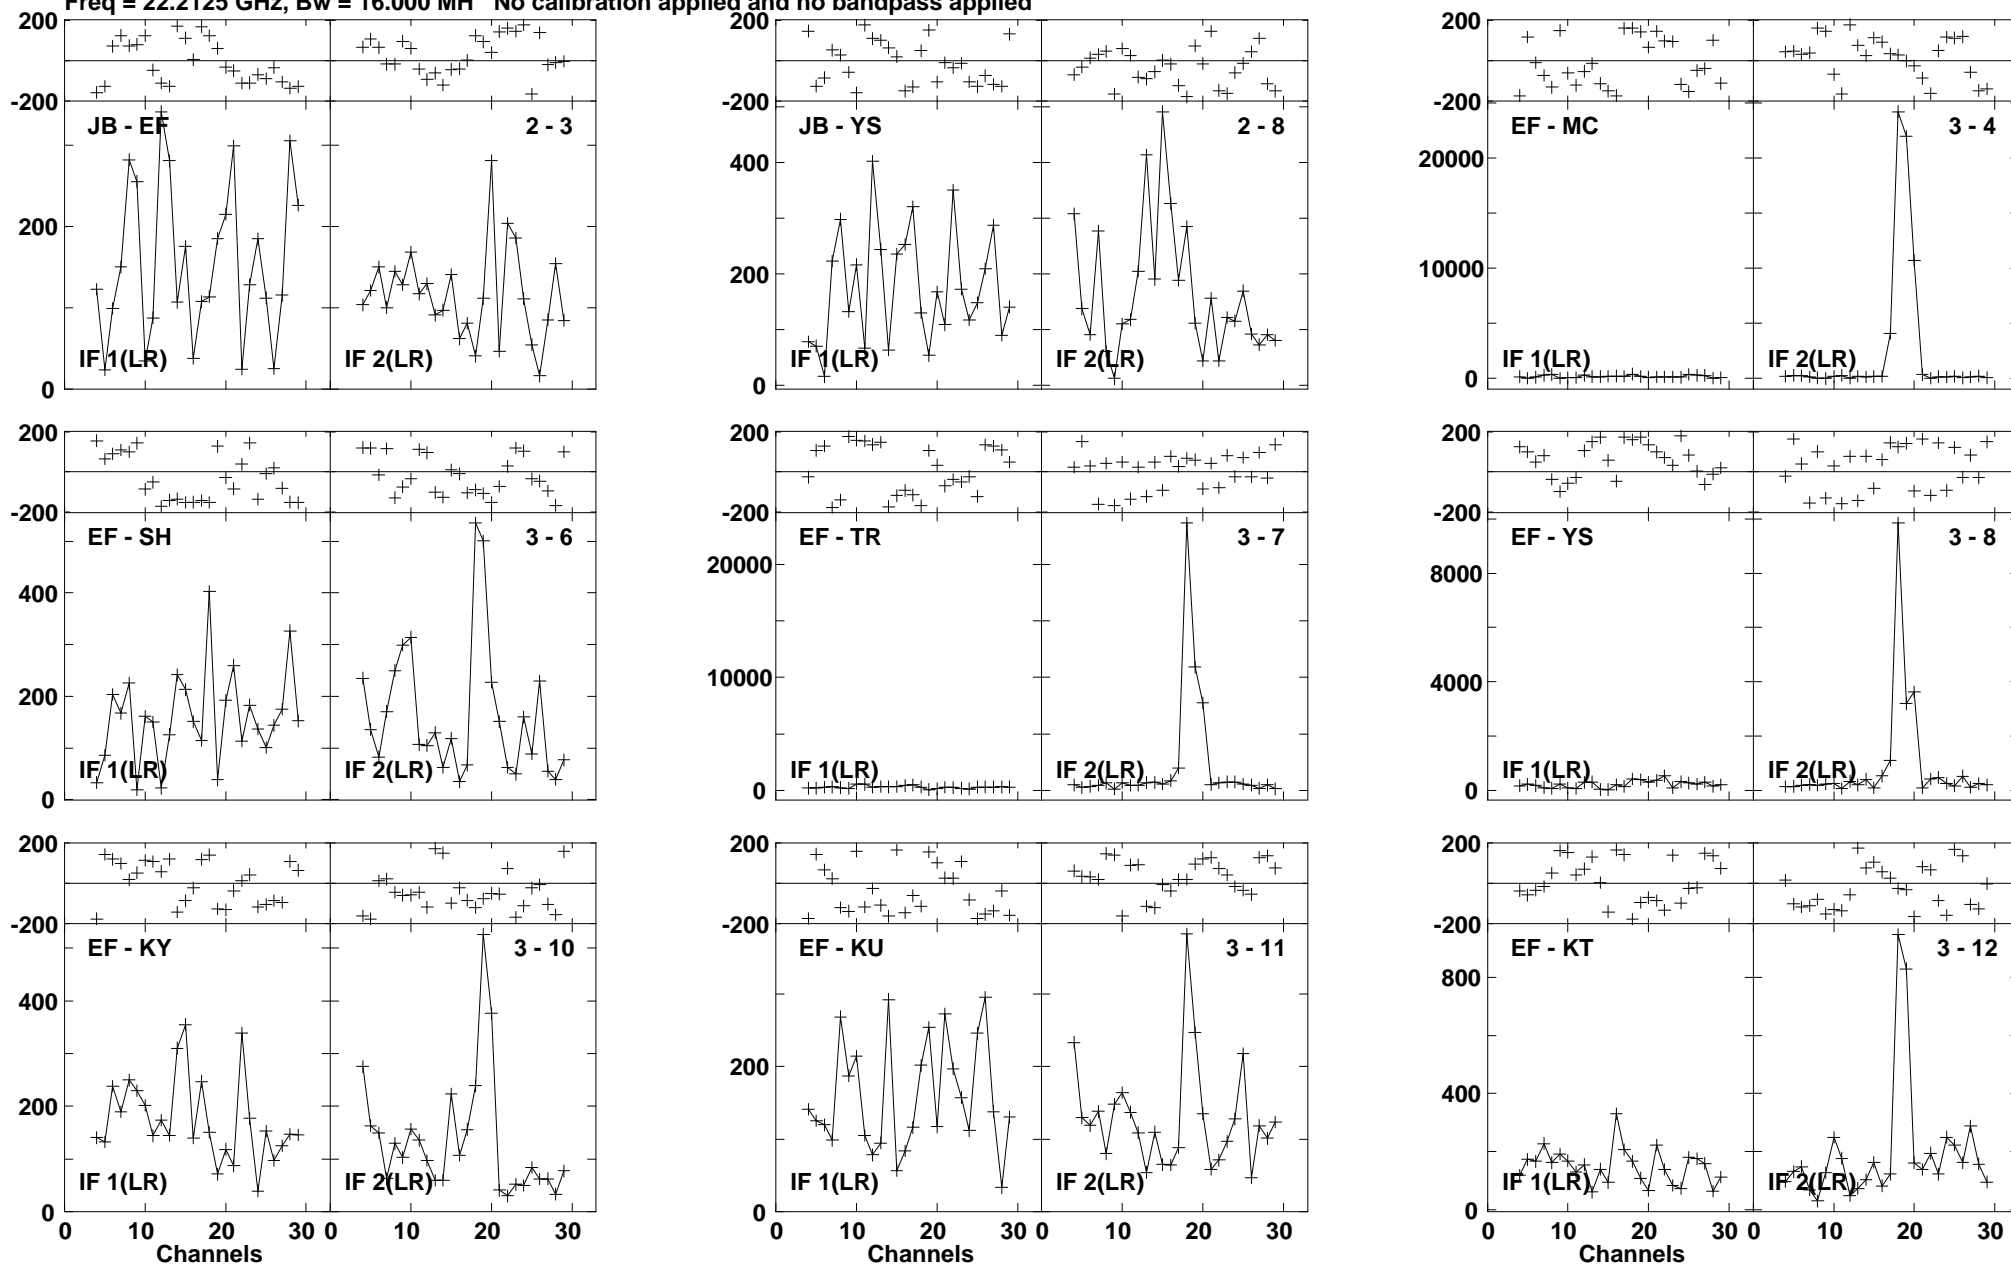 Freq = 22.2125 GHz, Bw = 16.000 MH No calibration applied and no bandpass applied
200
-200
JB - EF
2 - 3
200
0
IF 1(LR)
IF 2(LR)
200
-200
JB - YS
2 - 8
400
200
0
IF 1(LR)
IF 2(LR)
200
-200
EF - MC
3 - 4
20000
10000
0
IF 1(LR)
IF 2(LR)
200
-200
EF - SH
3 - 6
400
200
0
IF 1(LR)
IF 2(LR)
200
-200
EF - TR
3 - 7
20000
10000
0
IF 1(LR)
IF 2(LR)
200
-200
EF - YS
3 - 8
8000
4000
0
IF 1(LR)
IF 2(LR)
200
-200
EF - KY
3 - 10
400
200
0
IF 1(LR)
IF 2(LR)
0 10 20 30 0 10 20 30
Channels
200
-200
EF - KU
3 - 11
200
0
IF 1(LR)
IF 2(LR)
0 10 20 30 0 10 20 30
200
-200
EF - KT
3 - 12
800
400
0
IF 1(LR)
IF 2(LR)
0 10 20 30 0 10 20 30
Channels